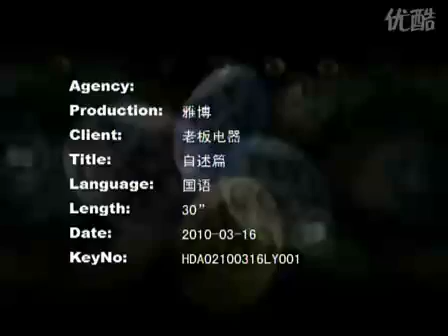 优酷
Agency:
Production: 雅博
Client: 老板电器
Title: 自述篇
Language: 国语
Length: 30”
Date: 2010-03-16
KeyNo: HDA02100316LY001